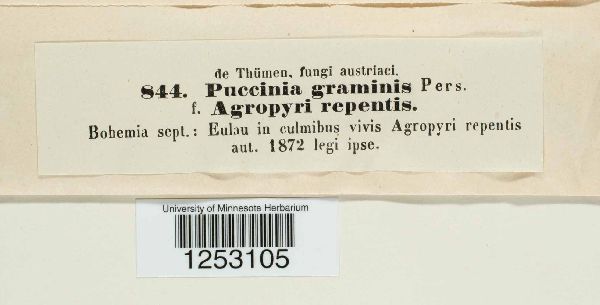 de Thümen, fungi austriaci.
844. Puccinia graminis Pers.
f. Agropyri repentis.
Bohemia sept.: Eulau in culmibus vivis Agropyri repentis
aut. 1872 legi ipse.
University of Minnesota Herbarium
1253105